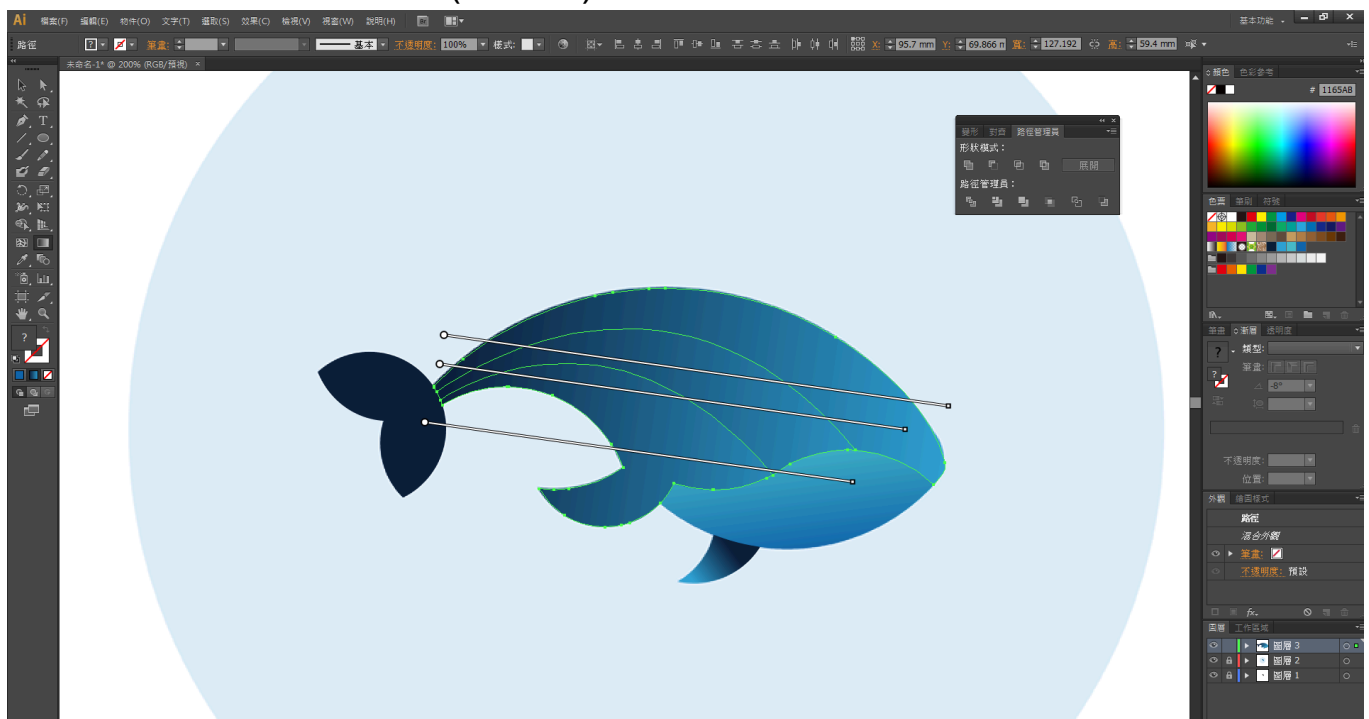 Ai 檔案(F) 編輯(E) 物件(O) 文字(T) 選取(S) 效果(C) 檢視(V) 視窗(W) 說明(H) Br 基本功能
路徑 ? 筆畫: 基本 不透明度: 100% 樣式: X: 95.7 mm Y: 69.866 m 寬: 127.192 高: 59.4 mm
未命名-1* @ 200% (RGB/預視) ×
顏色 色彩參考
# 1165A8
變形 對齊 路徑管理員
形狀模式:
展開
路徑管理員:
色票 筆刷 符號
筆畫 漸層 透明度
? 類型:
筆畫:
-8°
不透明度:
位置:
外觀 繪圖樣式
路徑
混合外觀
筆畫:
不透明度: 預設
fx.
圖層 工作區域
圖層 3
圖層 2
圖層 1